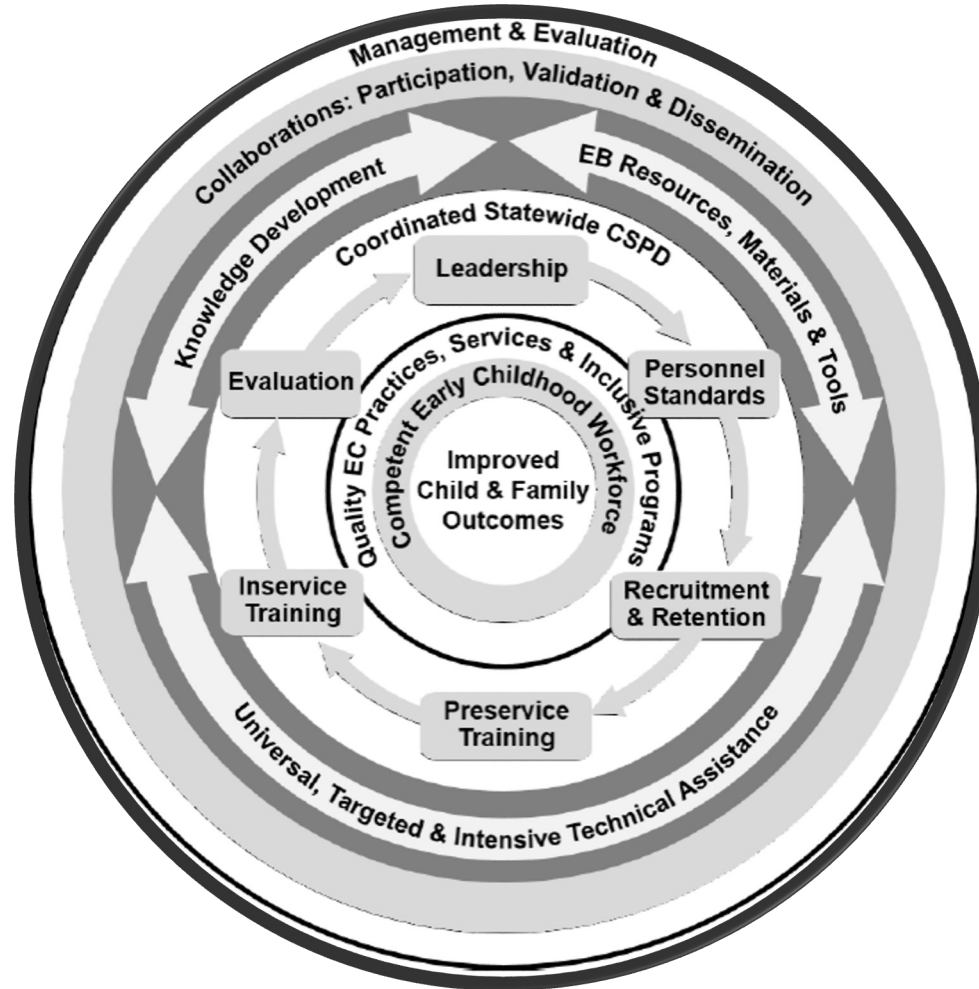 Management & Evaluation
Collaborations: Participation, Validation & Dissemination
Knowledge Development
EB Resources, Materials & Tools
Coordinated Statewide CSPD
Leadership
Evaluation
Personnel
Standards
Quality EC Practices, Services & Inclusive Programs
Competent Early Childhood Workforce
Improved
Child & Family
Outcomes
Inservice
Training
Recruitment
& Retention
Preservice
Training
Universal, Targeted & Intensive Technical Assistance